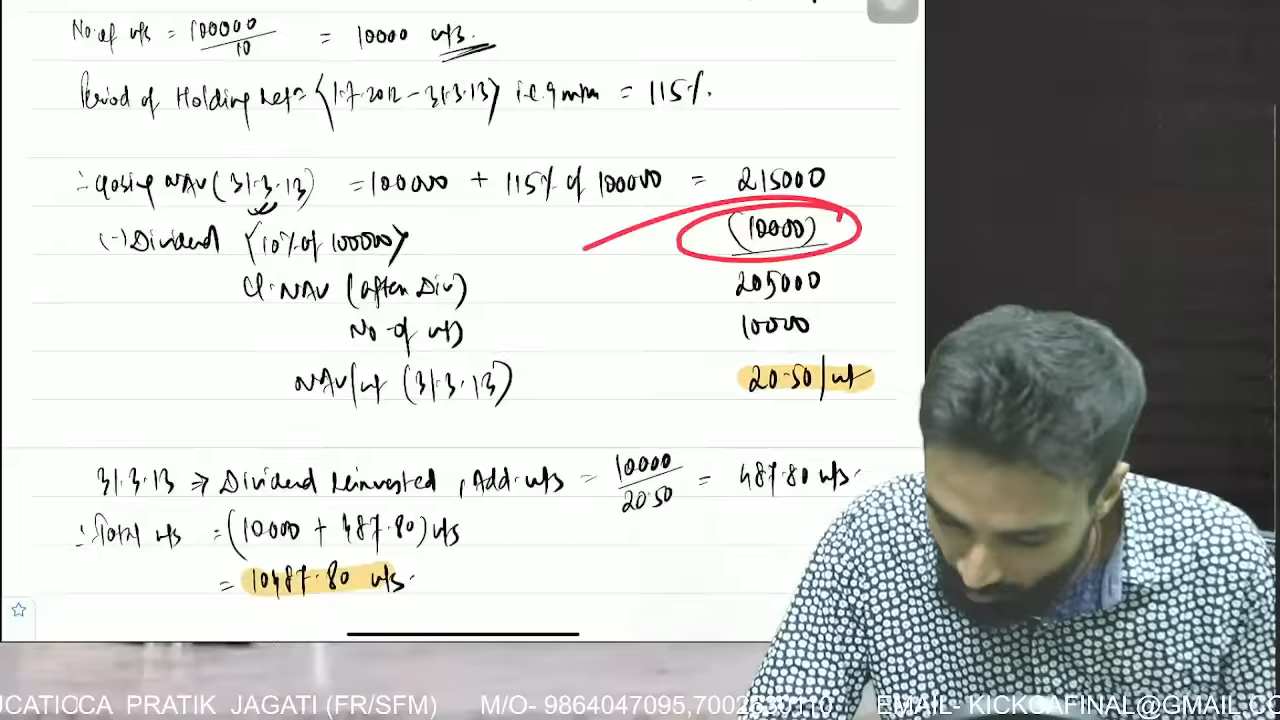 No. of uts = 100000/10 = 10000 uts.
Period of Holding Ret = {1.7.2012 - 31.3.13} i.e. 9 mths = 115%.
∴ Closing NAV (31.3.13) = 100000 + 115% of 100000 = 215000
(-) Dividend {10% of 100000} (10000)
Cl. NAV (after Div) 205000
No of uts 10000
NAV/ut (31.3.13) 20.50/ut
31.3.13 ⇒ Dividend Reinvested, Add. uts = 10000/20.50 = 487.80 uts.
∴ Total uts = (10000 + 487.80) uts
= 10487.80 uts.
UCATICCA PRATIK JAGATI (FR/SFM) M/O- 9864047095,7002630110 EMAIL- KICKCAFINAL@GMAIL.CO